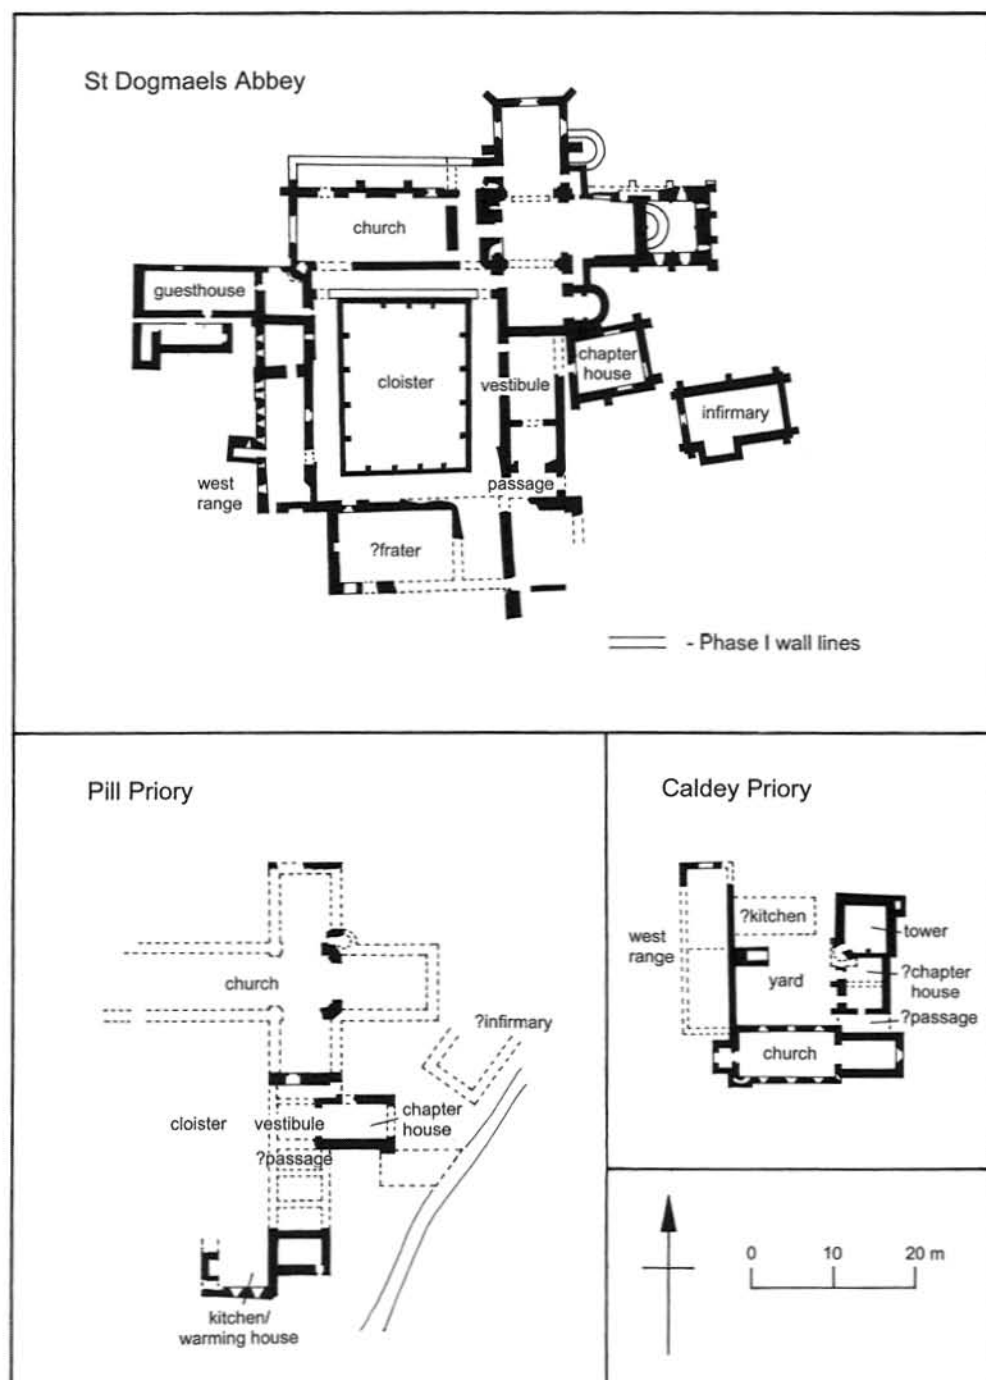 St Dogmaels Abbey
church
guesthouse
cloister
vestibule
chapter
house
infirmary
west
range
passage
?frater
- Phase I wall lines
Pill Priory
church
?infirmary
cloister
vestibule
chapter
house
?passage
kitchen/
warming house
Caldey Priory
?kitchen
west
range
tower
yard
?chapter
house
?passage
church
0 10 20 m